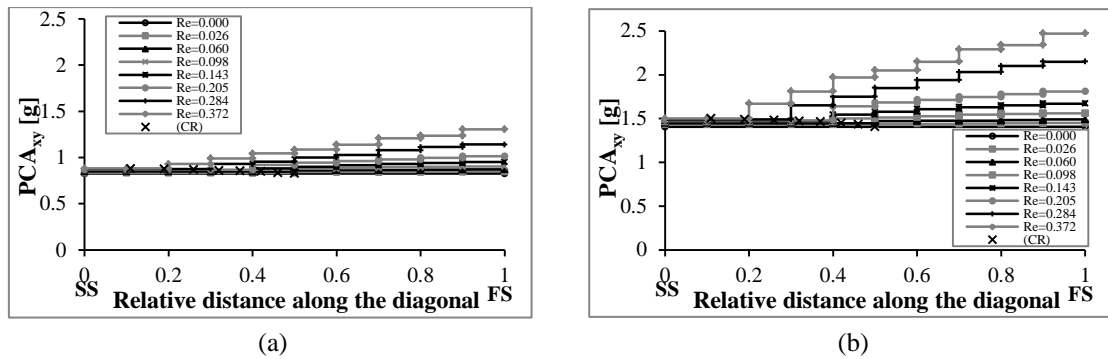 PCAxy [g]
2.5
2
1.5
1
0.5
0
Re=0.000
Re=0.026
Re=0.060
Re=0.098
Re=0.143
Re=0.205
Re=0.284
Re=0.372
(CR)
0 0.2 0.4 0.6 0.8 1
SS Relative distance along the diagonal FS
(a)
PCAxy [g]
2.5
2
1.5
1
0.5
0
Re=0.000
Re=0.026
Re=0.060
Re=0.098
Re=0.143
Re=0.205
Re=0.284
Re=0.372
(CR)
0 0.2 0.4 0.6 0.8 1
SS Relative distance along the diagonal FS
(b)